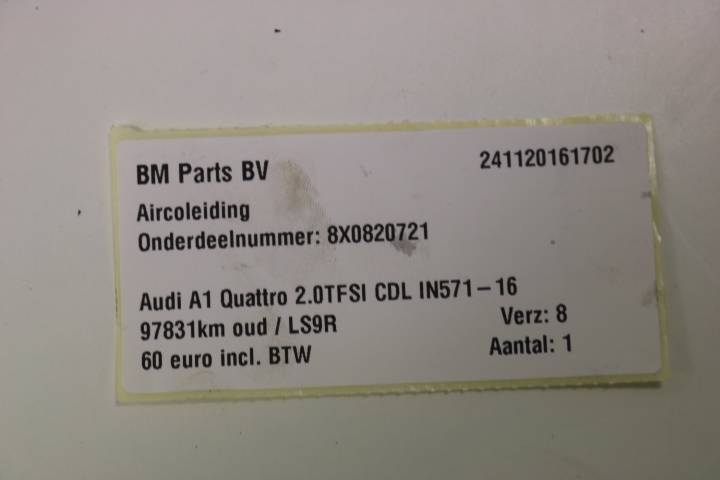 BM Parts BV 241120161702
Aircoleiding
Onderdeelnummer: 8X0820721
Audi A1 Quattro 2.0TFSI CDL IN571-16
97831km oud / LS9R Verz: 8
60 euro incl. BTW Aantal: 1